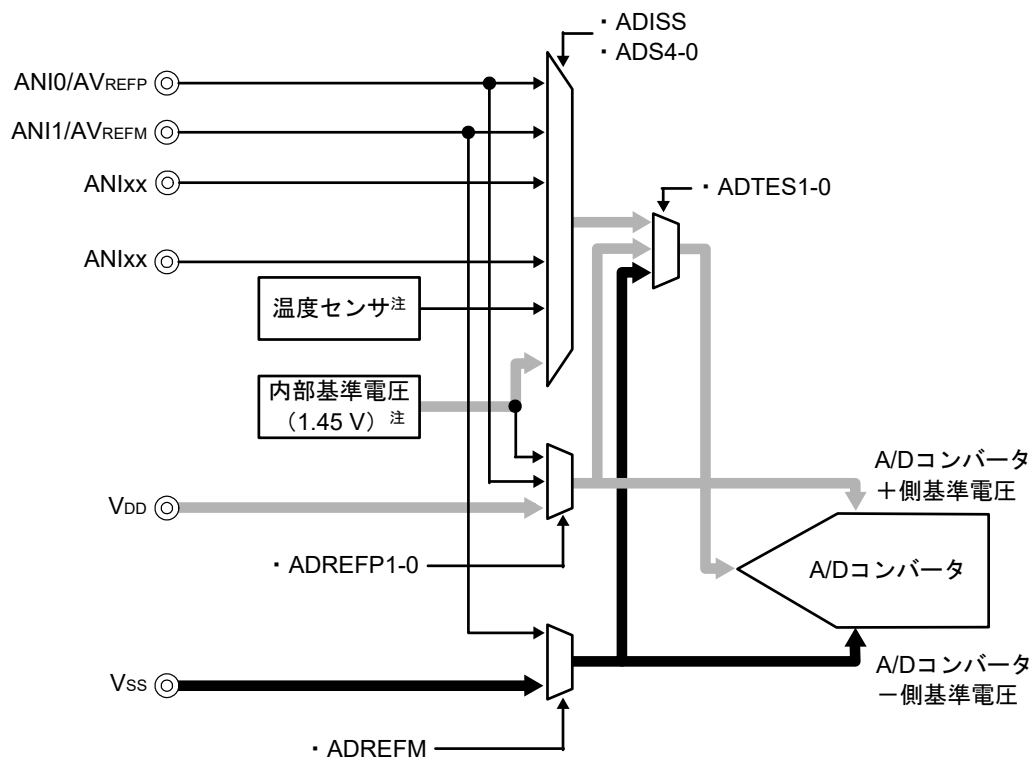 ・ADISS
・ADS4-0
ANI0/AVREFP
ANI1/AVREFM
ANIxx
・ADTES1-0
ANIxx
温度センサ注
内部基準電圧
（1.45 V）注
A/Dコンバータ
＋側基準電圧
VDD
・ADREFP1-0
A/Dコンバータ
VSS
A/Dコンバータ
－側基準電圧
・ADREFM